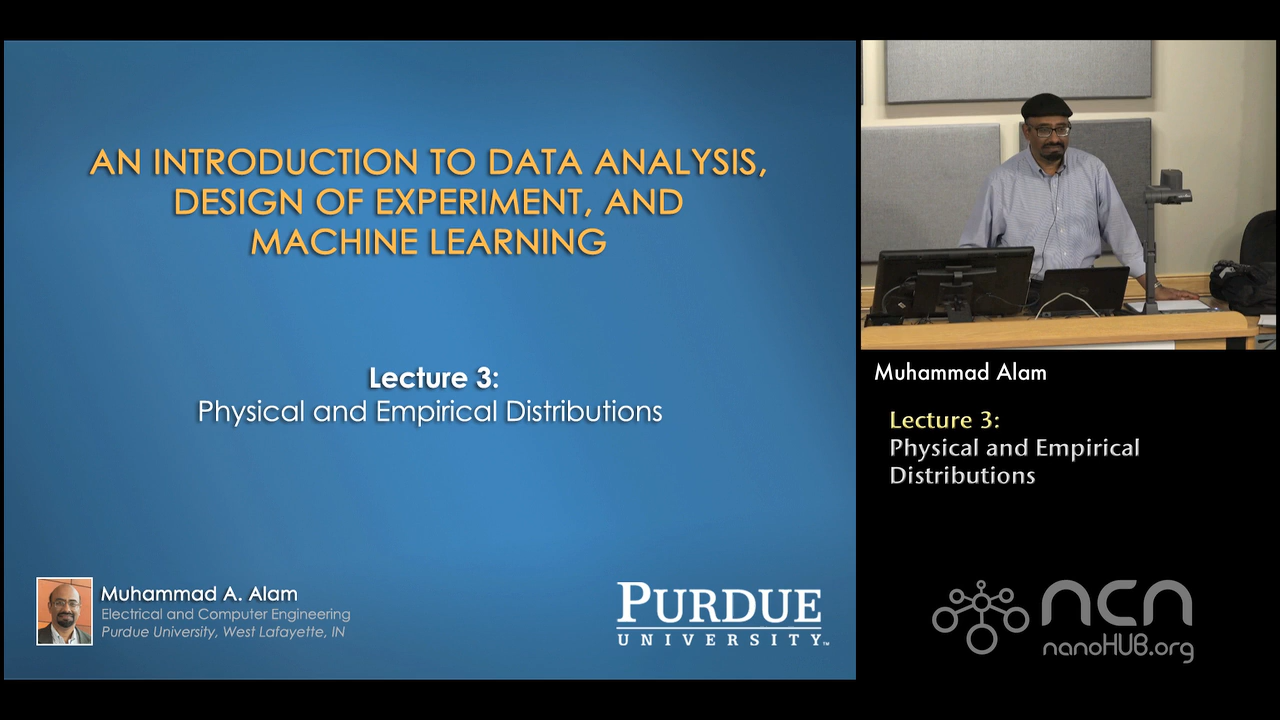 AN INTRODUCTION TO DATA ANALYSIS,
DESIGN OF EXPERIMENT, AND
MACHINE LEARNING
Lecture 3:
Physical and Empirical Distributions
Muhammad A. Alam
Electrical and Computer Engineering
Purdue University, West Lafayette, IN
PURDUE
UNIVERSITY™
Muhammad Alam
Lecture 3:
Physical and Empirical
Distributions
ncn
nanoHUB.org